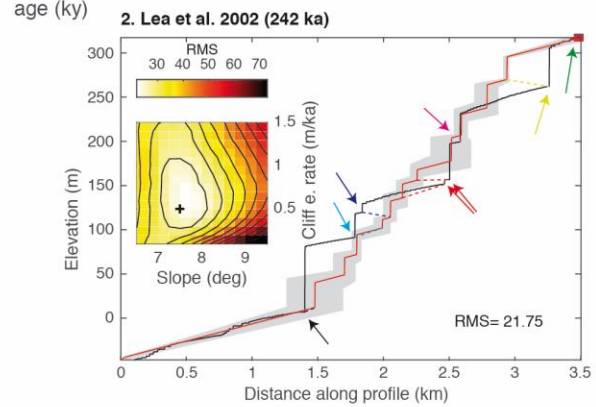 age (ky)
2. Lea et al. 2002 (242 ka)
RMS
30 40 50 60 70
300
250
200
150
100
50
0
Elevation (m)
1.5
1
0.5
Cliff e. rate (m/ka)
7 8 9
Slope (deg)
RMS= 21.75
0 0.5 1 1.5 2 2.5 3 3.5
Distance along profile (km)